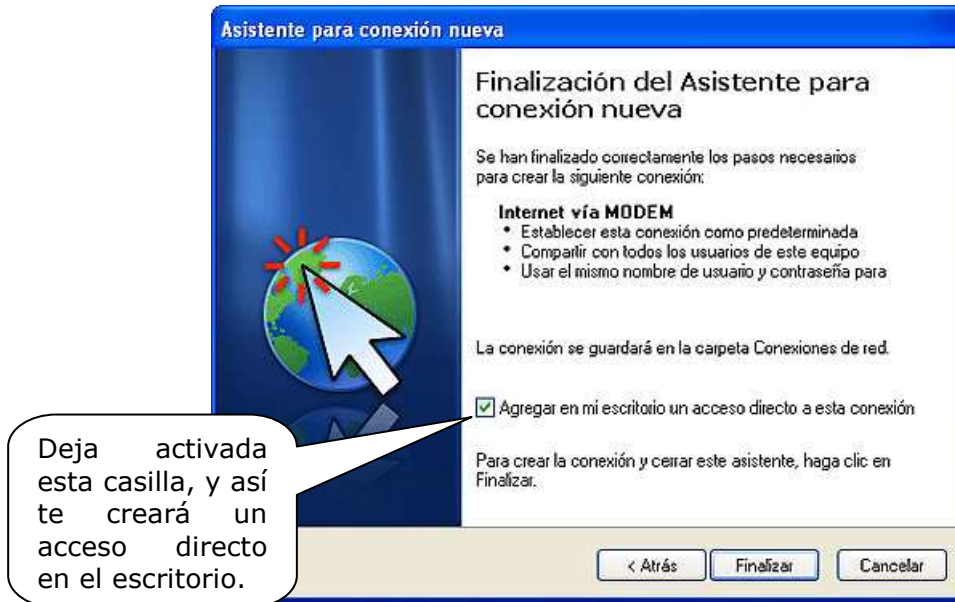 Asistente para conexión nueva
Finalización del Asistente para
conexión nueva
Se han finalizado correctamente los pasos necesarios
para crear la siguiente conexión:
Internet vía MODEM
• Establecer esta conexión como predeterminada
• Compartir con todos los usuarios de este equipo
• Usar el mismo nombre de usuario y contraseña para
La conexión se guardará en la carpeta Conexiones de red.
Agregar en mi escritorio un acceso directo a esta conexión
Para crear la conexión y cerrar este asistente, haga clic en
Finalizar.
Deja activada
esta casilla, y así
te creará un
acceso directo
en el escritorio.
< Atrás Finalizar Cancelar